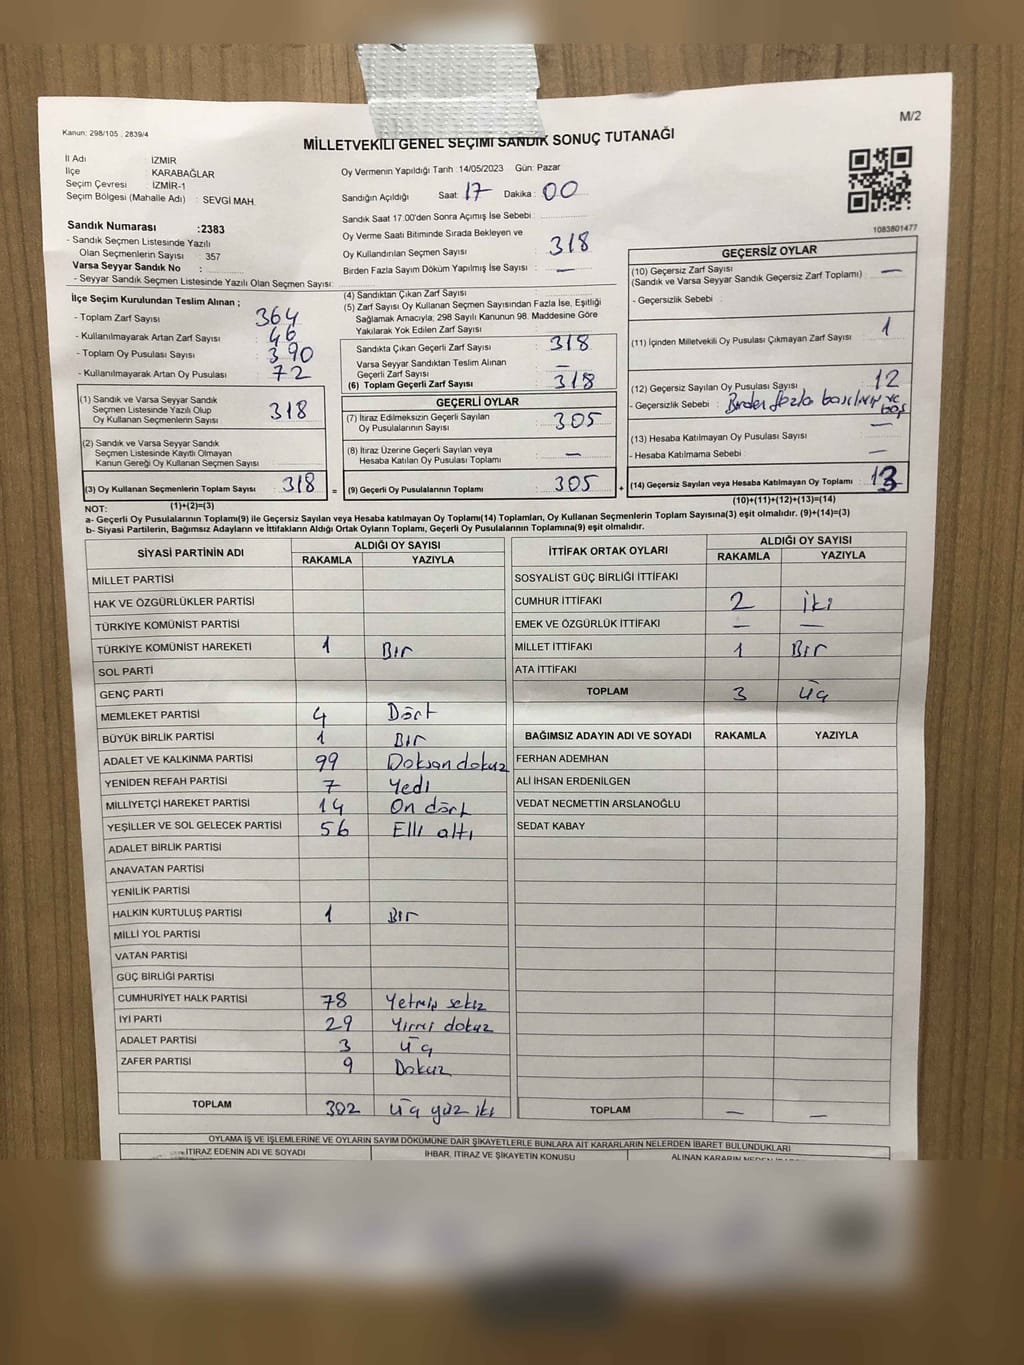 M/2
Kanun: 298/105 , 2839/4
MİLLETVEKİLİ GENEL SEÇİMİ SANDIK SONUÇ TUTANAĞI
İl Adı : İZMİR
İlçe : KARABAĞLAR
Seçim Çevresi : İZMİR-1
Seçim Bölgesi (Mahalle Adı) : SEVGİ MAH.
Sandık Numarası :2383
- Sandık Seçmen Listesinde Yazılı
Olan Seçmenlerin Sayısı : 357
Varsa Seyyar Sandık No :
- Seyyar Sandık Seçmen Listesinde Yazılı Olan Seçmen Sayısı:
Oy Vermenin Yapıldığı Tarih :14/05/2023 Gün: Pazar
Sandığın Açıldığı Saat: 17 Dakika : 00
Sandık Saat 17:00'den Sonra Açımış İse Sebebi :
Oy Verme Saati Bitiminde Sırada Bekleyen ve
Oy Kullandırılan Seçmen Sayısı : 318
Birden Fazla Sayım Döküm Yapılmış İse Sayısı : —
1083801477
İlçe Seçim Kurulundan Teslim Alınan ;
- Toplam Zarf Sayısı : 364
- Kullanılmayarak Artan Zarf Sayısı : 46
- Toplam Oy Pusulası Sayısı : 390
- Kullanılmayarak Artan Oy Pusulası : 72
(1) Sandık ve Varsa Seyyar Sandık
Seçmen Listesinde Yazılı Olup
Oy Kullanan Seçmenlerin Sayısı : 318
(2) Sandık ve Varsa Seyyar Sandık
Seçmen Listesinde Kayıtlı Olmayan
Kanun Gereği Oy Kullanan Seçmen Sayısı :
(3) Oy Kullanan Seçmenlerin Toplam Sayısı : 318
(4) Sandıktan Çıkan Zarf Sayısı :
(5) Zarf Sayısı Oy Kullanan Seçmen Sayısından Fazla İse, Eşitliği
Sağlamak Amacıyla; 298 Sayılı Kanunun 98. Maddesine Göre
Yakılarak Yok Edilen Zarf Sayısı :
Sandıkta Çıkan Geçerli Zarf Sayısı : 318
Varsa Seyyar Sandıktan Teslim Alınan
Geçerli Zarf Sayısı : —
(6) Toplam Geçerli Zarf Sayısı : 318
GEÇERLİ OYLAR
(7) İtiraz Edilmeksizin Geçerli Sayılan
Oy Pusulalarının Sayısı : 305
(8) İtiraz Üzerine Geçerli Sayılan veya
Hesaba Katılan Oy Pusulası Toplamı : —
= (9) Geçerli Oy Pusulalarının Toplamı : 305
GEÇERSİZ OYLAR
(10) Geçersiz Zarf Sayısı
(Sandık ve Varsa Seyyar Sandık Geçersiz Zarf Toplamı) : —
- Geçersizlik Sebebi :
(11) İçinden Milletvekili Oy Pusulası Çıkmayan Zarf Sayısı : 1
(12) Geçersiz Sayılan Oy Pusulası Sayısı : 12
- Geçersizlik Sebebi : Birden fazla basılmış ve boş
(13) Hesaba Katılmayan Oy Pusulası Sayısı : —
- Hesaba Katılmama Sebebi : —
+ (14) Geçersiz Sayılan veya Hesaba Katılmayan Oy Toplamı : 13
NOT: (1)+(2)=(3) (10)+(11)+(12)+(13)=(14)
a- Geçerli Oy Pusulaları Toplamı(9) ile Geçersiz Sayılan veya Hesaba katılmayan Oy Toplamı(14) Toplamları, Oy Kullanan Seçmenlerin Toplam Sayısına(3) eşit olmalıdır. (9)+(14)=(3)
b- Siyasi Partilerin, Bağımsız Adayların ve İttifakların Aldığı Ortak Oyların Toplamı, Geçerli Oy Pusulalarının Toplamına(9) eşit olmalıdır.
SİYASİ PARTİNİN ADI ALDIĞI OY SAYISI
RAKAMLA YAZIYLA
MİLLET PARTİSİ
HAK VE ÖZGÜRLÜKLER PARTİSİ
TÜRKİYE KOMÜNİST PARTİSİ
TÜRKİYE KOMÜNİST HAREKETİ 1 Bir
SOL PARTİ
GENÇ PARTİ
MEMLEKET PARTİSİ 4 Dört
BÜYÜK BİRLİK PARTİSİ 1 Bir
ADALET VE KALKINMA PARTİSİ 99 Doksan dokuz
YENİDEN REFAH PARTİSİ 7 Yedi
MİLLİYETÇİ HAREKET PARTİSİ 14 On dört
YEŞİLLER VE SOL GELECEK PARTİSİ 56 Elli altı
ADALET BİRLİK PARTİSİ
ANAVATAN PARTİSİ
YENİLİK PARTİSİ
HALKIN KURTULUŞ PARTİSİ 1 Bir
MİLLİ YOL PARTİSİ
VATAN PARTİSİ
GÜÇ BİRLİĞİ PARTİSİ
CUMHURİYET HALK PARTİSİ 78 Yetmiş sekiz
İYİ PARTİ 29 Yirmi dokuz
ADALET PARTİSİ 3 üç
ZAFER PARTİSİ 9 Dokuz
TOPLAM 302 üç yüz iki
İTTİFAK ORTAK OYLARI ALDIĞI OY SAYISI
RAKAMLA YAZIYLA
SOSYALİST GÜÇ BİRLİĞİ İTTİFAKI
CUMHUR İTTİFAKI 2 iki
EMEK VE ÖZGÜRLÜK İTTİFAKI — —
MİLLET İTTİFAKI 1 Bir
ATA İTTİFAKI
TOPLAM 3 üç
BAĞIMSIZ ADAYIN ADI VE SOYADI RAKAMLA YAZIYLA
FERHAN ADEMHAN
ALİ İHSAN ERDENİLGEN
VEDAT NECMETTİN ARSLANOĞLU
SEDAT KABAY
TOPLAM — —
OYLAMA İŞ VE İŞLEMLERİNE VE OYLARIN SAYIM DÖKÜMÜNE DAİR ŞİKAYETLERLE BUNLARA AİT KARARLARIN NELERDEN İBARET BULUNDUKLARI
İTİRAZ EDENİN ADI VE SOYADI İHBAR, İTİRAZ VE ŞİKAYETİN KONUSU ALINAN KARARIN